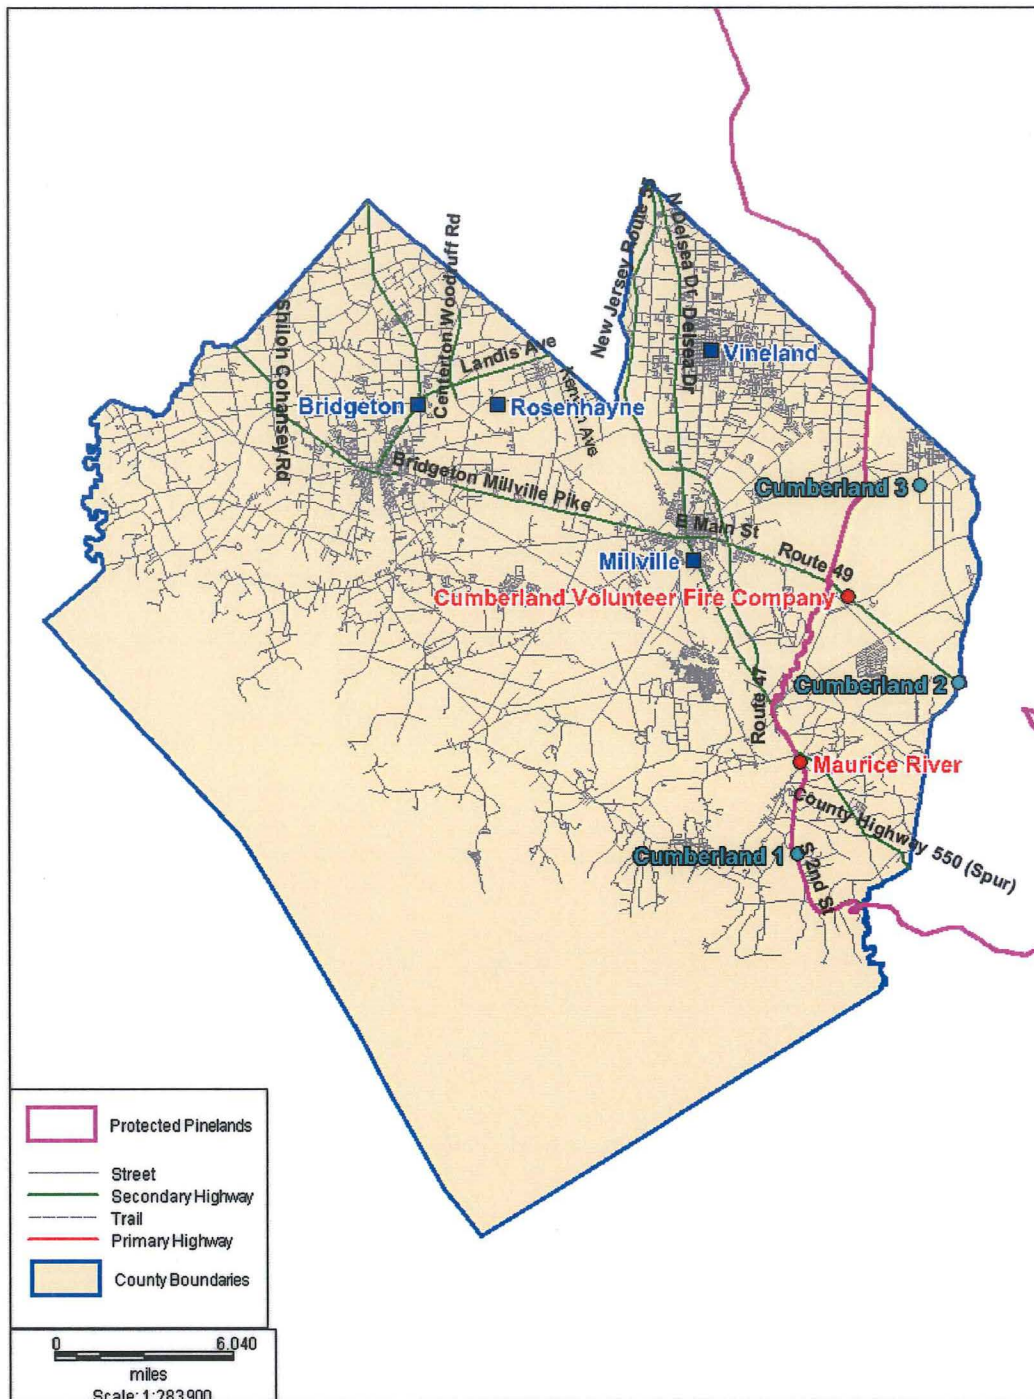 New Jersey Route 55
N Delsea Dr
Delsea Dr
Centerton Woodruff Rd
Shiloh Cohansey Rd
Landis Ave
Vineland
Bridgeton
Rosenhayne
Kenyon Ave
Bridgeton Millville Pike
Cumberland 3
E Main St
Route 49
Millville
Cumberland Volunteer Fire Company
Cumberland 2
Route 47
Maurice River
County Highway 550 (Spur)
Cumberland 1
S 2nd St
Protected Pinelands
Street
Secondary Highway
Trail
Primary Highway
County Boundaries
0 6.040
miles
Scale: 1:283900